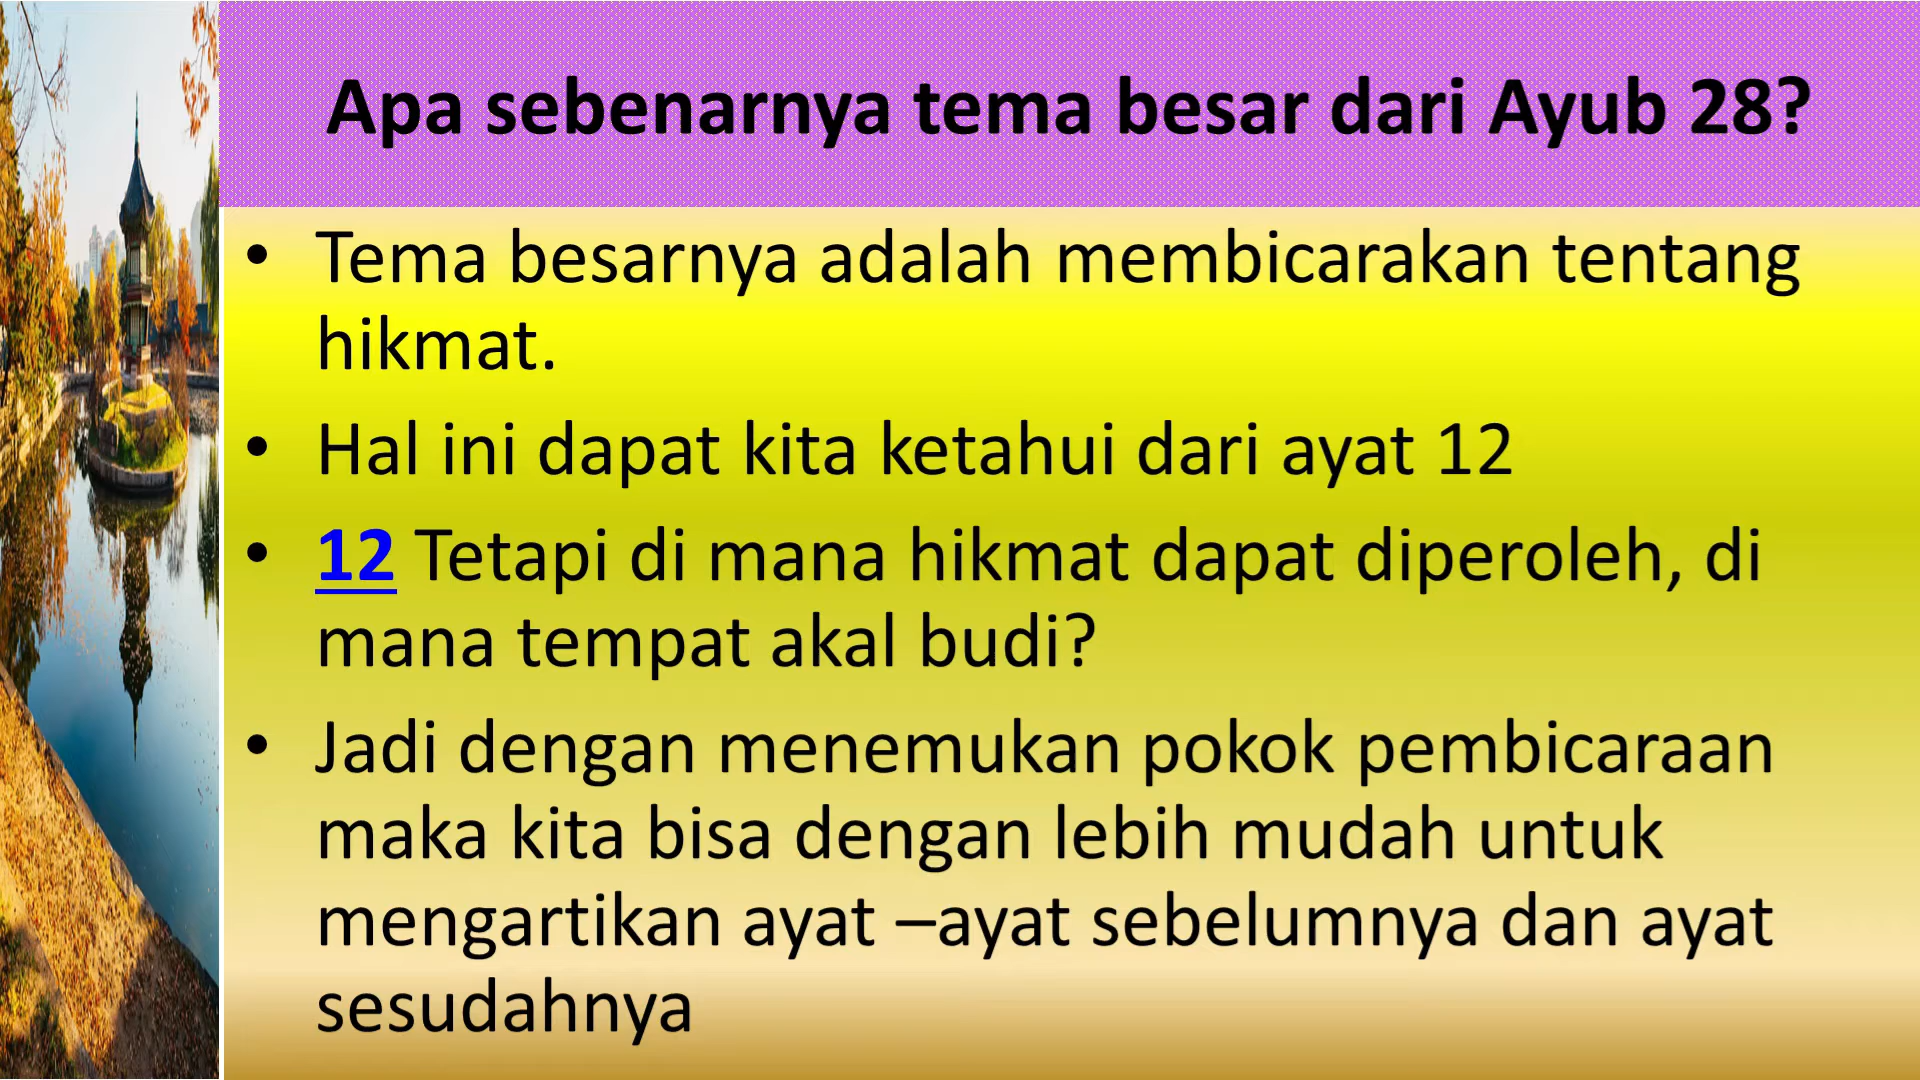 Apa sebenarnya tema besar dari Ayub 28?
• Tema besarnya adalah membicarakan tentang
hikmat.
• Hal ini dapat kita ketahui dari ayat 12
• 12 Tetapi di mana hikmat dapat diperoleh, di
mana tempat akal budi?
• Jadi dengan menemukan pokok pembicaraan
maka kita bisa dengan lebih mudah untuk
mengartikan ayat –ayat sebelumnya dan ayat
sesudahnya